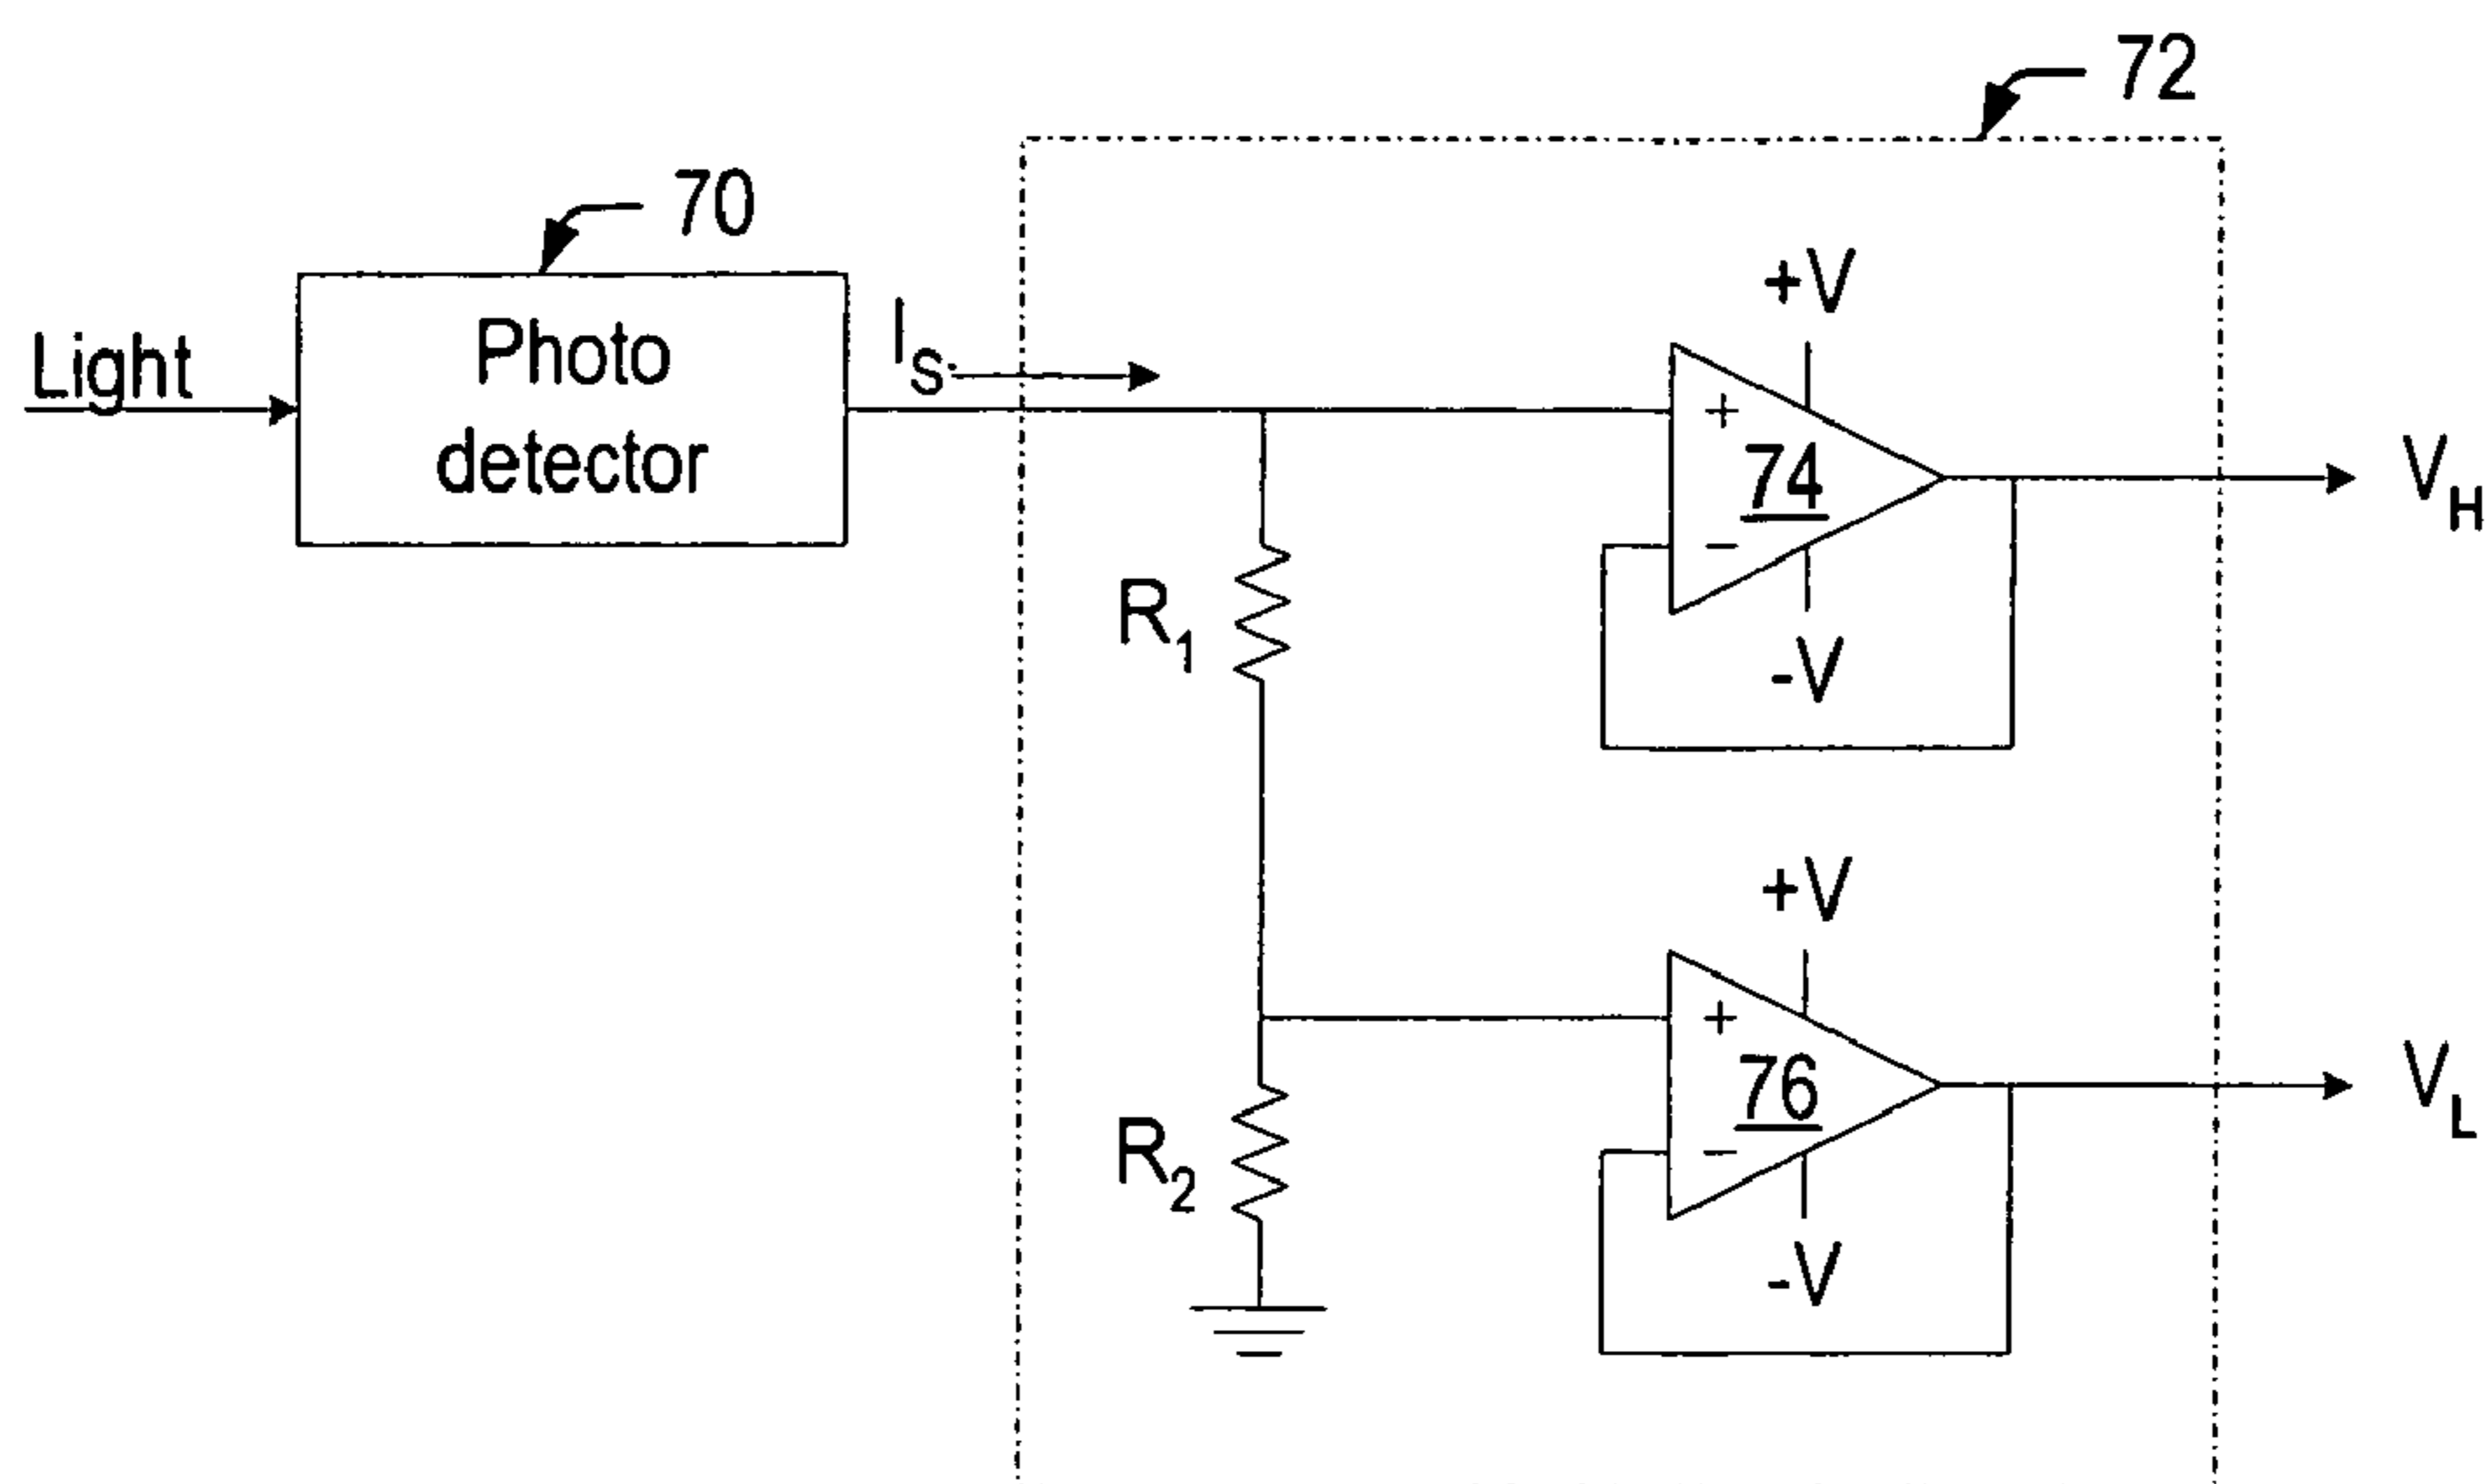 72
70
Light
Photo
detector
I_S
+V
+
74
−
-V
V_H
R_1
+V
+
76
−
-V
V_L
R_2